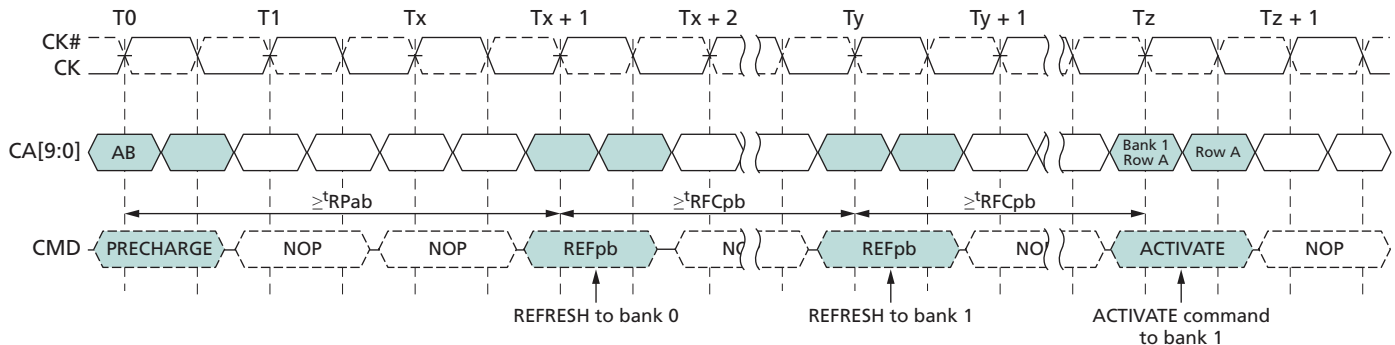 T0 T1 Tx Tx + 1 Tx + 2 Ty Ty + 1 Tz Tz + 1
CK#
CK
CA[9:0] AB Bank 1 Row A Row A
≥tRPab ≥tRFCpb ≥tRFCpb
CMD PRECHARGE NOP NOP REFpb REFpb ACTIVATE NOP
REFRESH to bank 0 REFRESH to bank 1 ACTIVATE command
to bank 1